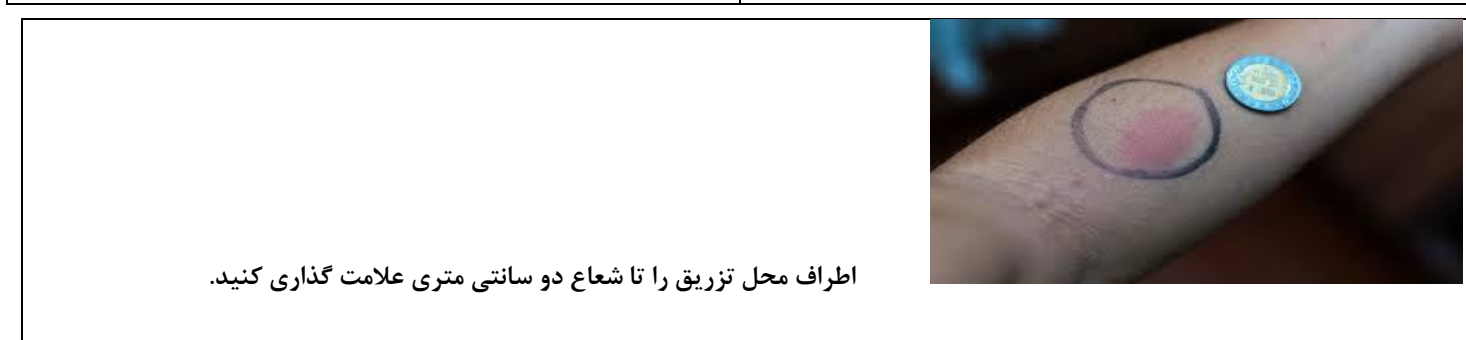 اطراف محل تزریق را تا شعاع دو سانتی متری علامت گذاری کنید.